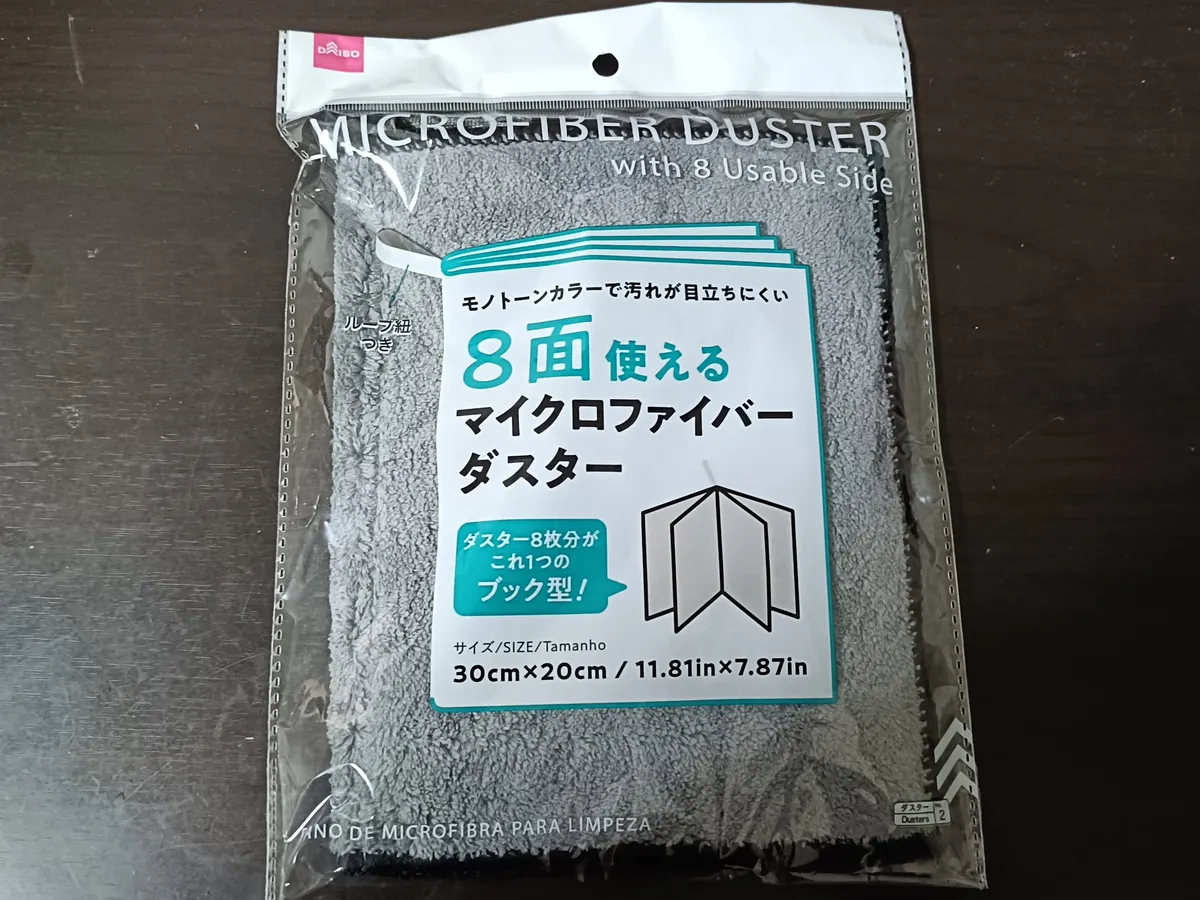 DAISO
MICROFIBER DUSTER
with 8 Usable Side
モノトーンカラーで汚れが目立ちにくい
ループ紐
つき
8面使える
マイクロファイバー
ダスター
ダスター8枚分が
これ1つの
ブック型!
サイズ/SIZE/Tamanho
30cm×20cm / 11.81in×7.87in
ダスター
Dusters
No.
2
DE MICROFIBRA PARA LIMPEZA